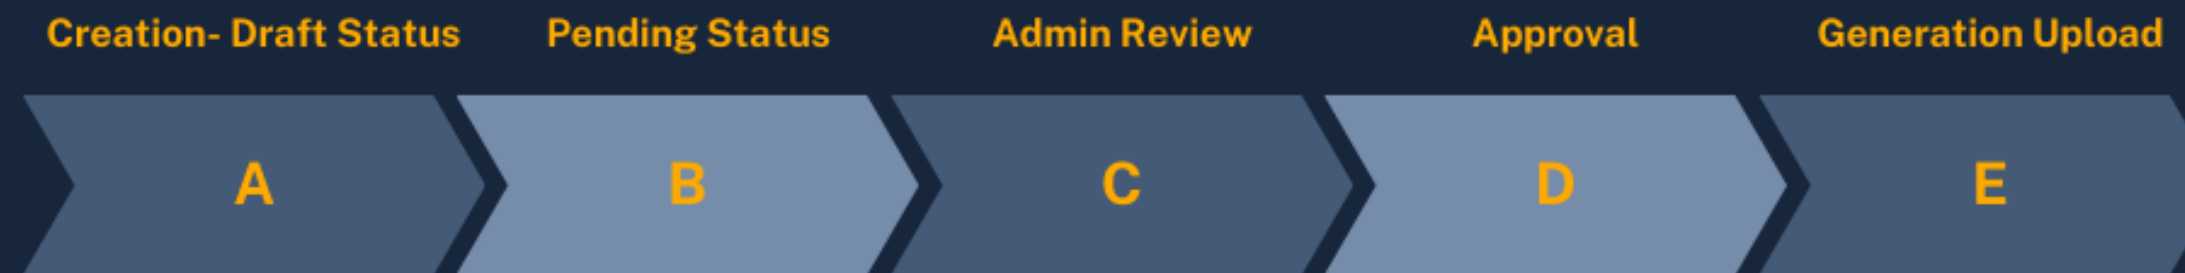 Creation- Draft Status
Pending Status
Admin Review
Approval
Generation Upload
A
B
C
D
E